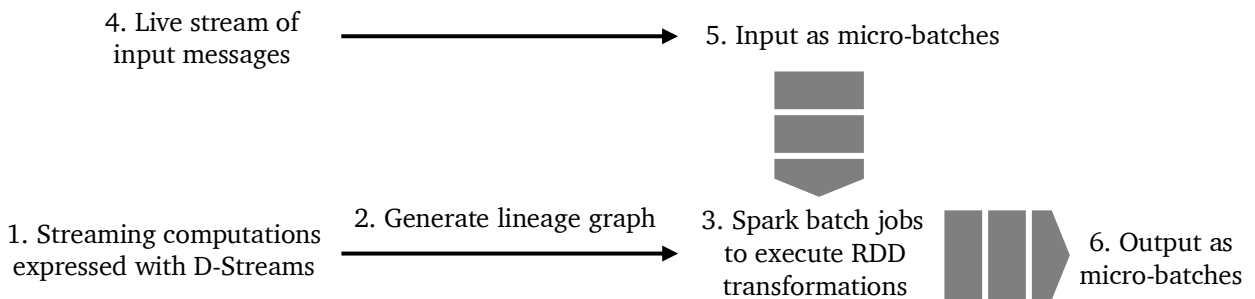 4. Live stream of
input messages
5. Input as micro-batches
1. Streaming computations
expressed with D-Streams
2. Generate lineage graph
3. Spark batch jobs
to execute RDD
transformations
6. Output as
micro-batches